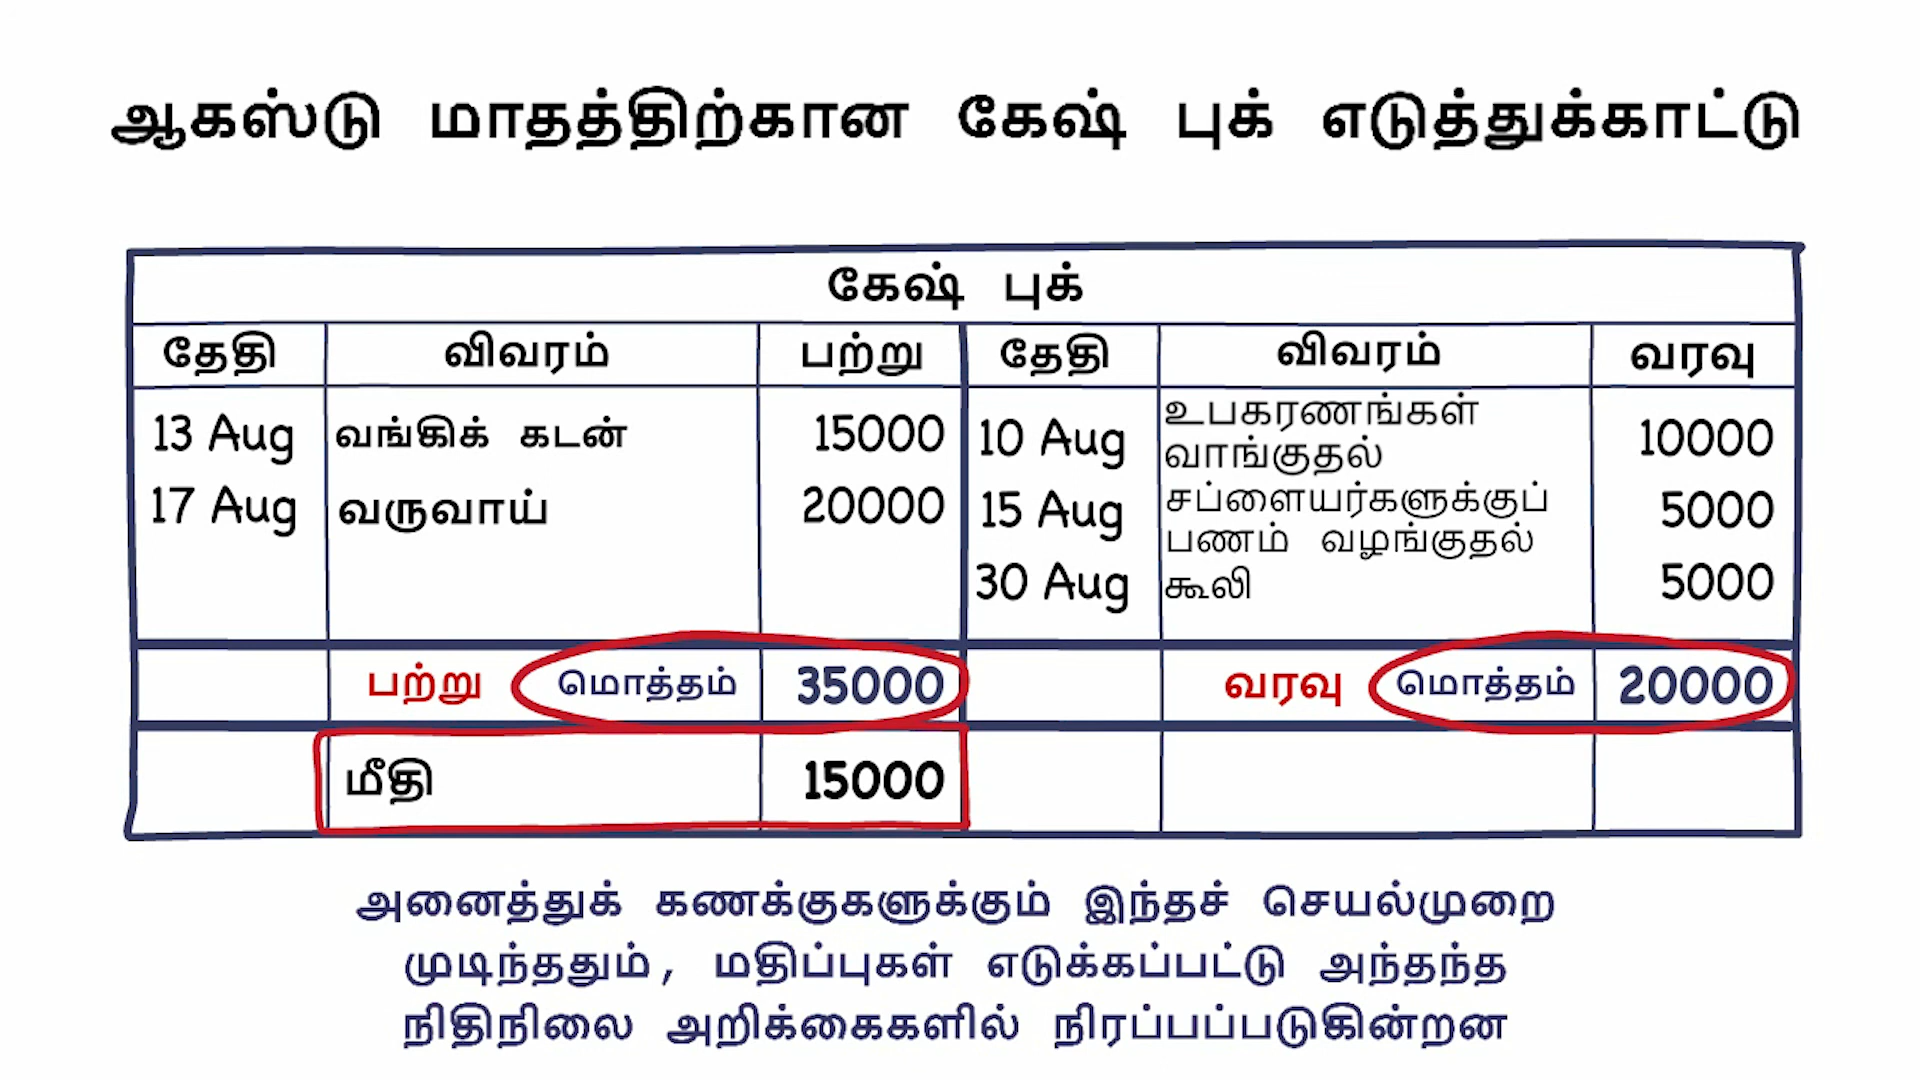 ஆகஸ்டு மாதத்திற்கான கேஷ் புக் எடுத்துக்காட்டு
கேஷ் புக்
தேதி விவரம் பற்று தேதி விவரம் வரவு
13 Aug வங்கிக் கடன் 15000 10 Aug உபகரணங்கள் வாங்குதல் 10000
17 Aug வருவாய் 20000 15 Aug சப்ளையர்களுக்குப் பணம் வழங்குதல் 5000
30 Aug கூலி 5000
பற்று மொத்தம் 35000 வரவு மொத்தம் 20000
மீதி 15000
அனைத்துக் கணக்குகளுக்கும் இந்தச் செயல்முறை
முடிந்ததும், மதிப்புகள் எடுக்கப்பட்டு அந்தந்த
நிதிநிலை அறிக்கைகளில் நிரப்பப்படுகின்றன